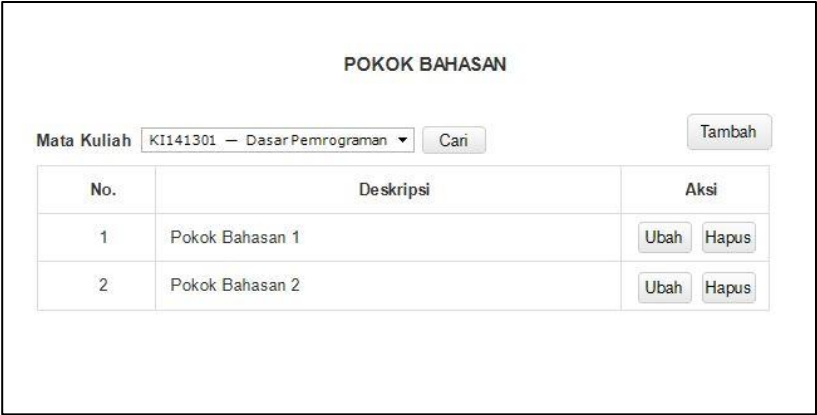 POKOK BAHASAN
Tambah
Mata Kuliah KI141301 — Dasar Pemrograman Cari
No. Deskripsi Aksi
1 Pokok Bahasan 1 Ubah Hapus
2 Pokok Bahasan 2 Ubah Hapus